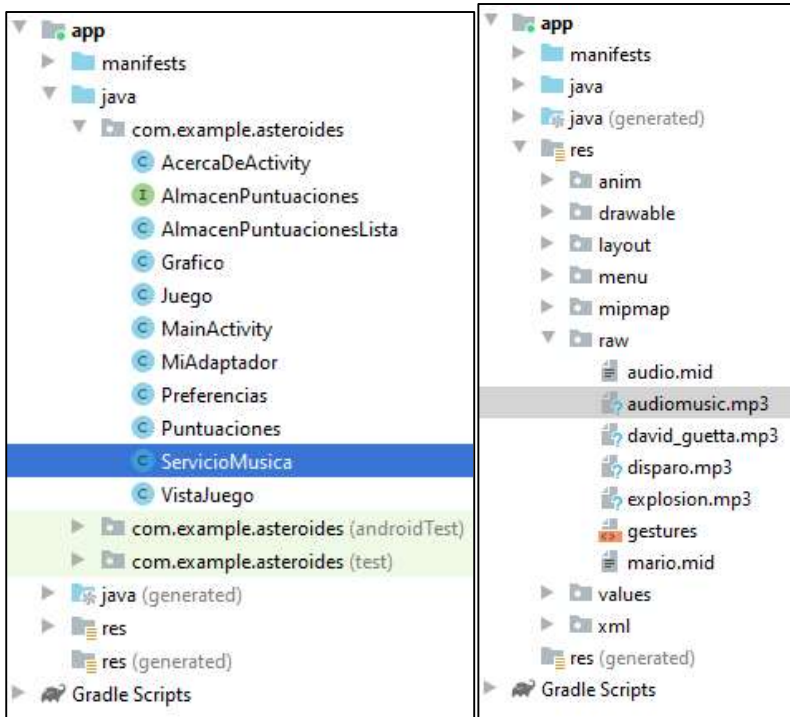 app
manifests
java
com.example.asteroides
AcercaDeActivity
AlmacenPuntuaciones
AlmacenPuntuacionesLista
Grafico
Juego
MainActivity
MiAdaptador
Preferencias
Puntuaciones
ServicioMusica
VistaJuego
com.example.asteroides (androidTest)
com.example.asteroides (test)
java (generated)
res
res (generated)
Gradle Scripts
app
manifests
java
java (generated)
res
anim
drawable
layout
menu
mipmap
raw
audio.mid
audiomusic.mp3
david_guetta.mp3
disparo.mp3
explosion.mp3
gestures
mario.mid
values
xml
res (generated)
Gradle Scripts